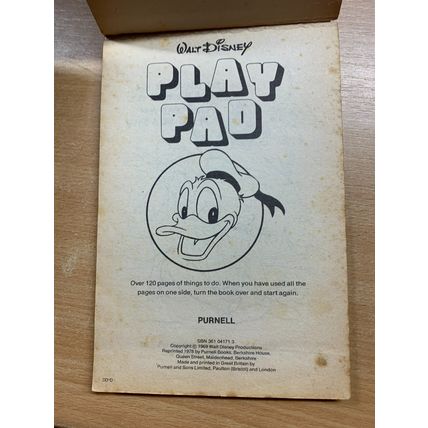 WALT DISNEY
PLAY
PAD
Over 120 pages of things to do. When you have used all the
pages on one side, turn the book over and start again.
PURNELL
SBN 361 04171 3
Copyright © 1969 Walt Disney Productions
Reprinted 1978 by Purnell Books, Berkshire House,
Queen Street, Maidenhead, Berkshire
Made and printed in Great Britain by
Purnell and Sons Limited, Paulton (Bristol) and London